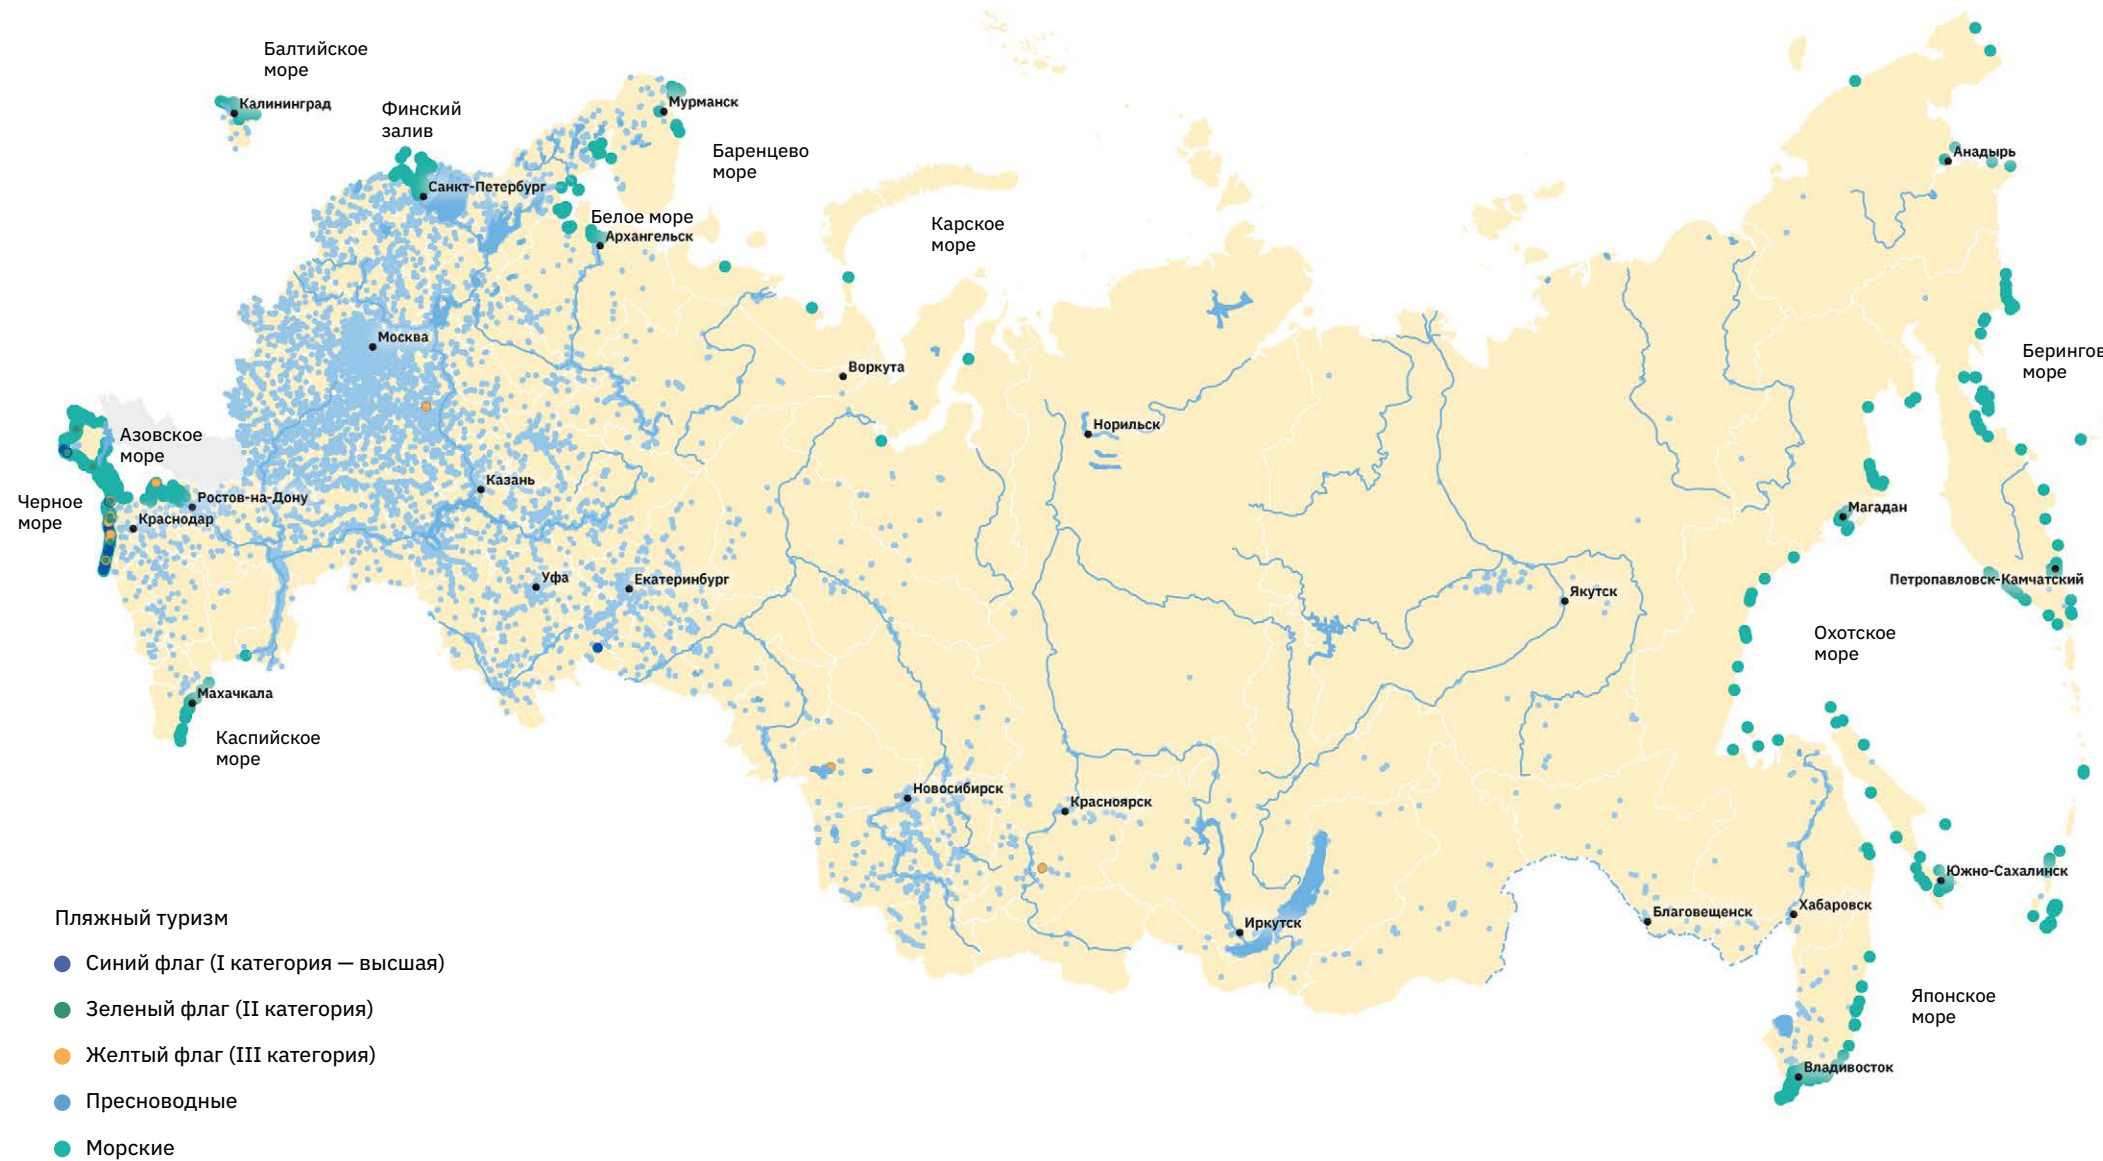 Балтийское
море
Калининград
Финский
залив
Мурманск
Баренцево
море
Анадырь
Санкт-Петербург
Белое море
Архангельск
Карское
море
Москва
Воркута
Берингов
море
Норильск
Азовское
море
Казань
Черное
море
Ростов-на-Дону
Краснодар
Магадан
Уфа
Екатеринбург
Якутск
Петропавловск-Камчатский
Охотское
море
Махачкала
Каспийское
море
Новосибирск
Красноярск
Южно-Сахалинск
Иркутск
Благовещенск
Хабаровск
Японское
море
Владивосток
Пляжный туризм
Синий флаг (I категория — высшая)
Зеленый флаг (II категория)
Желтый флаг (III категория)
Пресноводные
Морские